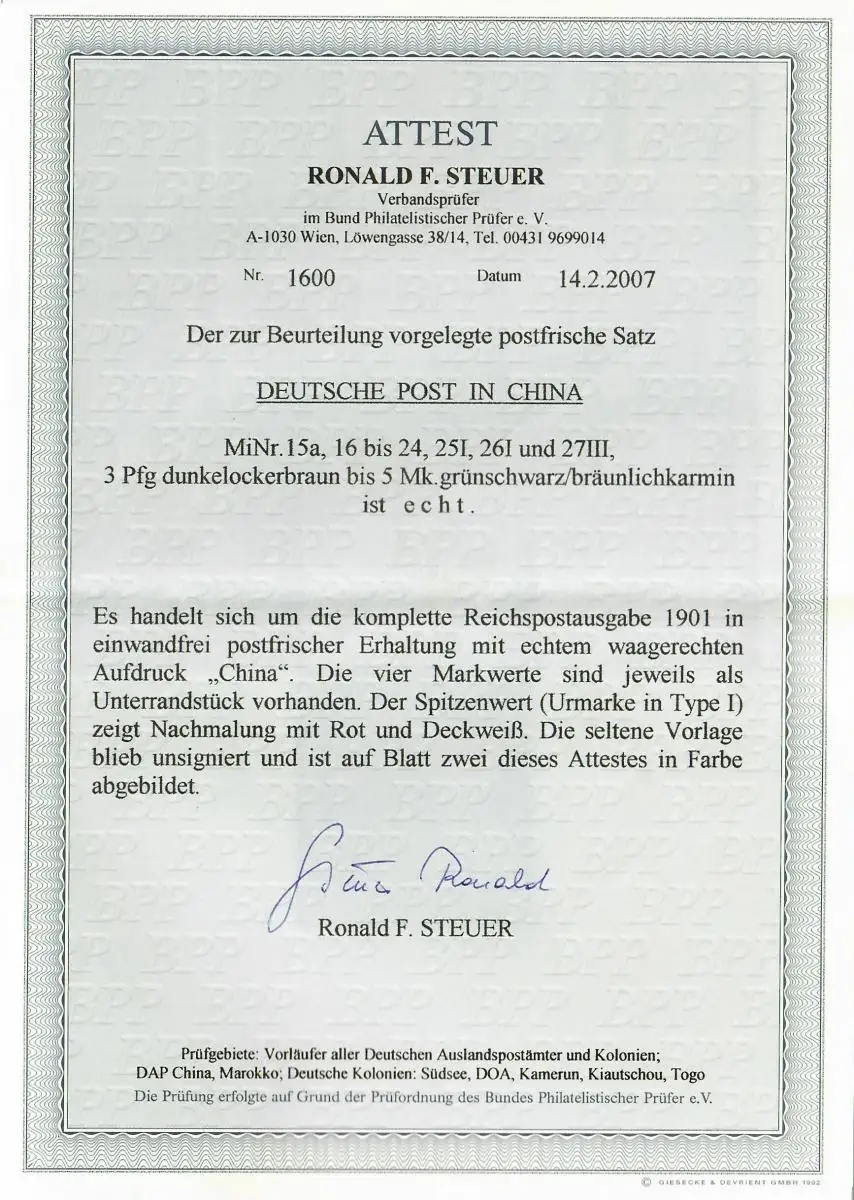 ATTEST
RONALD F. STEUER
Verbandsprüfer
im Bund Philatelistischer Prüfer e. V.
A-1030 Wien, Löwengasse 38/14, Tel. 00431 9699014
Nr. 1600 Datum 14.2.2007
Der zur Beurteilung vorgelegte postfrische Satz
DEUTSCHE POST IN CHINA
MiNr.15a, 16 bis 24, 25I, 26I und 27III,
3 Pfg dunkelockerbraun bis 5 Mk.grünschwarz/bräunlichkarmin
ist e c h t .
Es handelt sich um die komplette Reichspostausgabe 1901 in
einwandfrei postfrischer Erhaltung mit echtem waagerechten
Aufdruck „China“. Die vier Markwerte sind jeweils als
Unterrandstück vorhanden. Der Spitzenwert (Urmarke in Type I)
zeigt Nachmalung mit Rot und Deckweiß. Die seltene Vorlage
blieb unsigniert und ist auf Blatt zwei dieses Attestes in Farbe
abgebildet.
Steuer Ronald
Ronald F. STEUER
Prüfgebiete: Vorläufer aller Deutschen Auslandspostämter und Kolonien;
DAP China, Marokko; Deutsche Kolonien: Südsee, DOA, Kamerun, Kiautschou, Togo
Die Prüfung erfolgte auf Grund der Prüfordnung des Bundes Philatelistischer Prüfer e.V.
© GIESECKE & DEVRIENT GMBH 1992